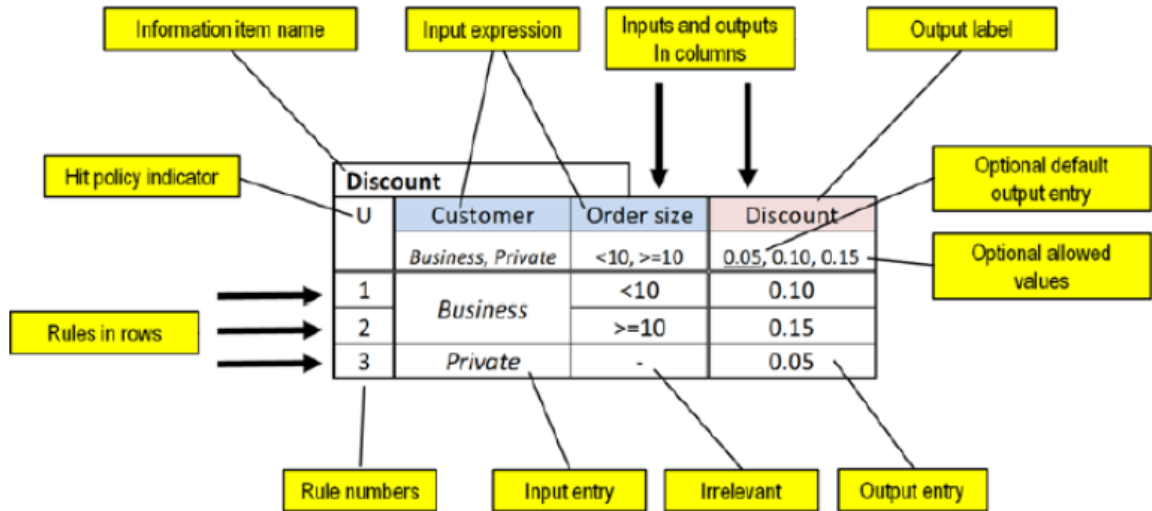 Information item name
Input expression
Inputs and outputs
In columns
Output label
Hit policy indicator
Optional default
output entry
Discount
U Customer Order size Discount
Business, Private <10, >=10 0.05, 0.10, 0.15
Optional allowed
values
Rules in rows
1 Business <10 0.10
2 >=10 0.15
3 Private - 0.05
Rule numbers
Input entry
Irrelevant
Output entry